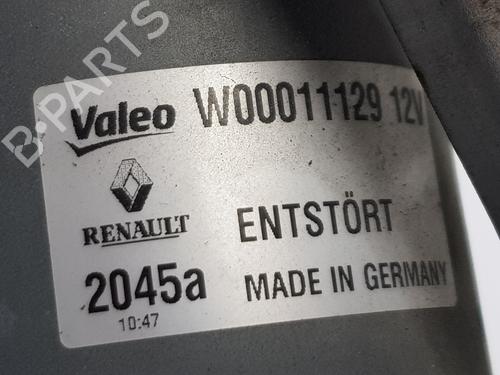 B-PARTS
Valeo W00011129 12V
RENAULT ENTSTÖRT
2045a MADE IN GERMANY
10:47